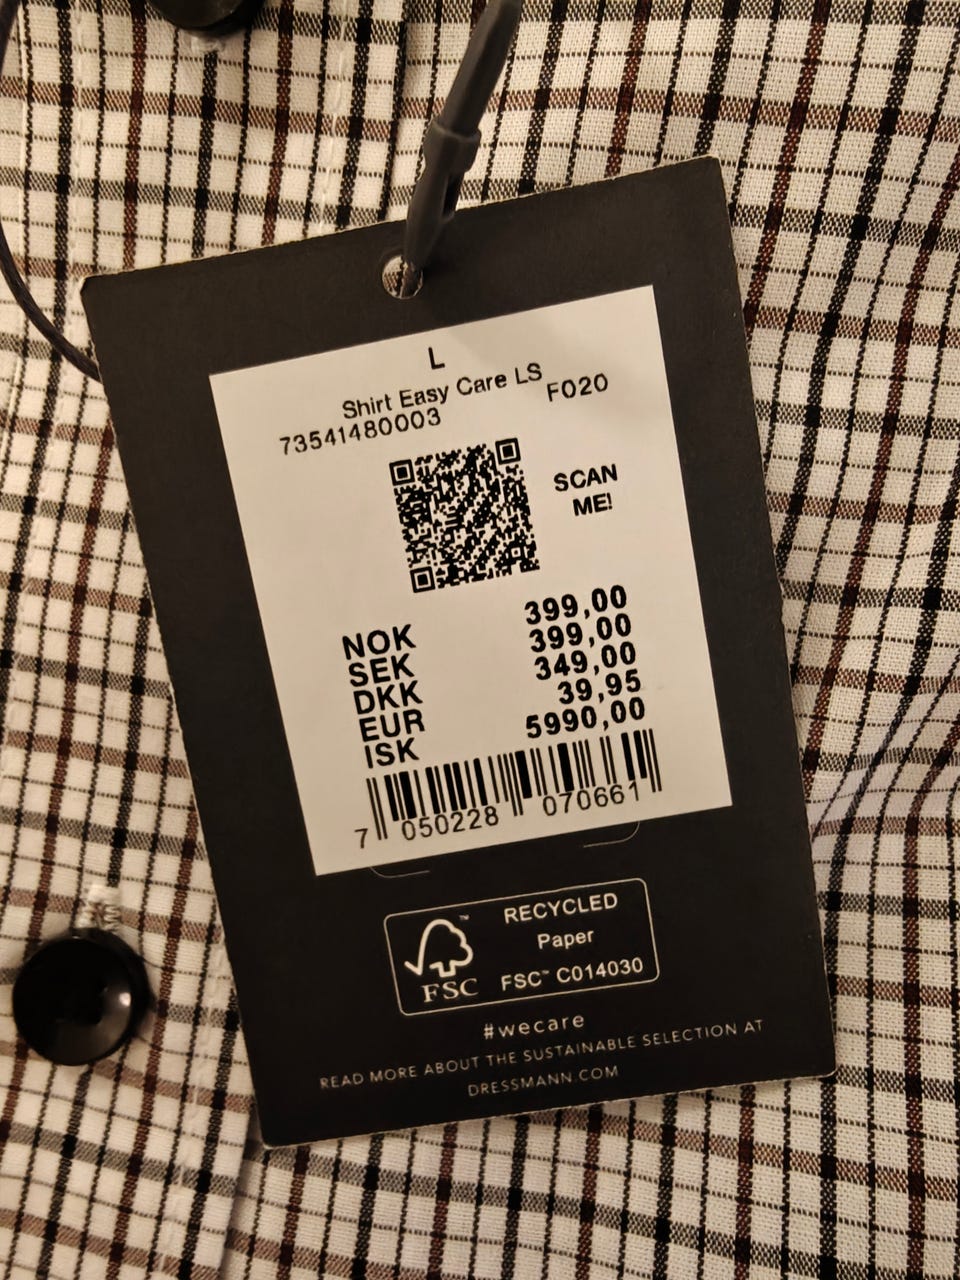 L
Shirt Easy Care LS
73541480003 F020
SCAN
ME!
NOK 399,00
SEK 399,00
DKK 349,00
EUR 39,95
ISK 5990,00
7 050228 070661
RECYCLED
Paper
FSC™ C014030
™
FSC
#wecare
READ MORE ABOUT THE SUSTAINABLE SELECTION AT
DRESSMANN.COM